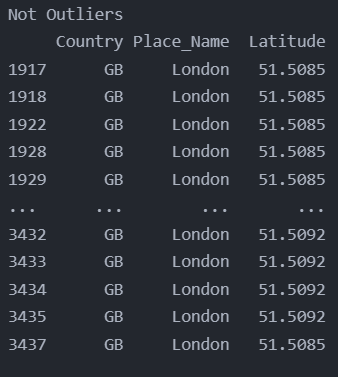 Not Outliers
Country Place_Name Latitude
1917 GB London 51.5085
1918 GB London 51.5085
1922 GB London 51.5085
1928 GB London 51.5085
1929 GB London 51.5085
... ... ... ...
3432 GB London 51.5092
3433 GB London 51.5092
3434 GB London 51.5092
3435 GB London 51.5092
3437 GB London 51.5085